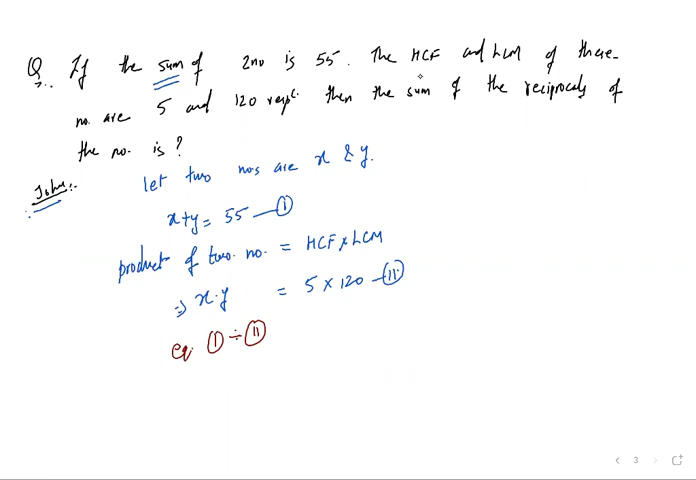 Q. If the sum of 2no is 55. The HCF and LCM of these
no. are 5 and 120 respt. then the sum of the reciprocals of
the no. is?
let two nos are x & y.
x+y = 55 — (I)
product of two. no. = HCF × LCM
⇒ x.y = 5 × 120 — (II)
eq. (I) ÷ (II)
3